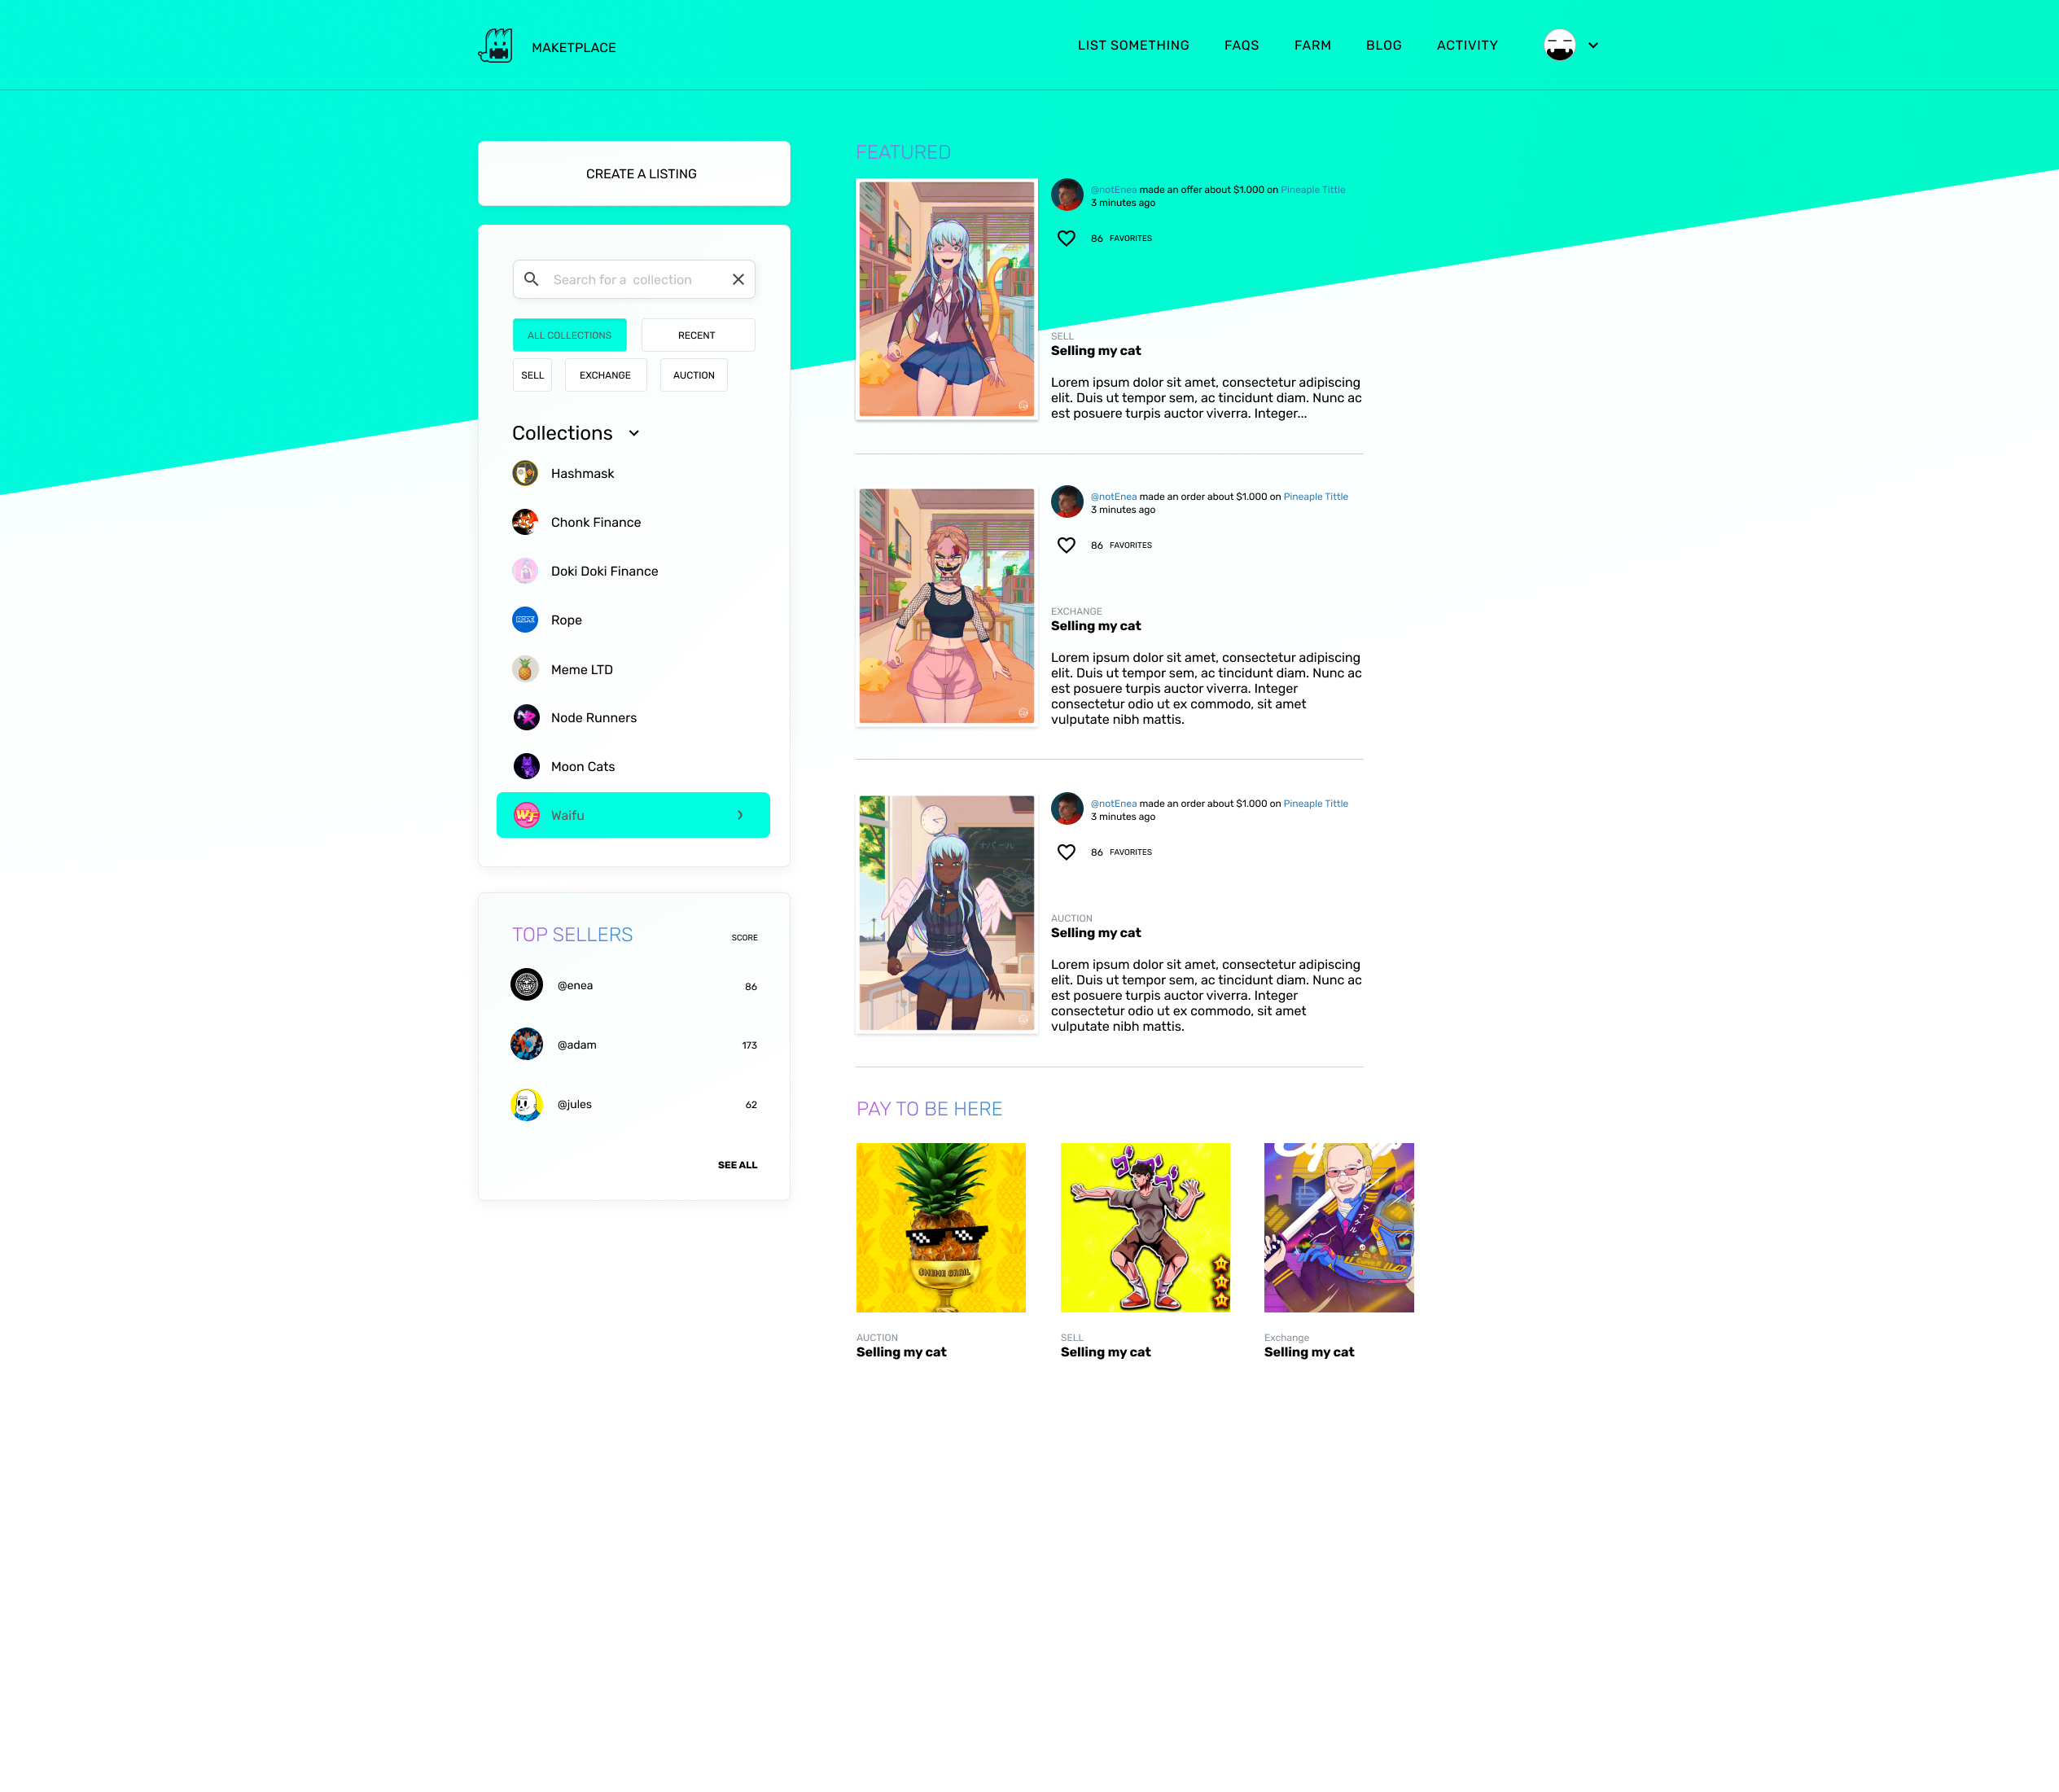 MAKETPLACE
LIST SOMETHING
FAQS
FARM
BLOG
ACTIVITY
CREATE A LISTING
Search for a collection
ALL COLLECTIONS
RECENT
SELL
EXCHANGE
AUCTION
Collections
Hashmask
Chonk Finance
Doki Doki Finance
ROPE
Rope
Meme LTD
Node Runners
Moon Cats
WF
Waifu
TOP SELLERS
SCORE
@enea
86
@adam
173
@jules
62
SEE ALL
FEATURED
@notEnea made an offer about $1.000 on Pineaple Tittle
3 minutes ago
86 FAVORITES
SELL
Selling my cat
Lorem ipsum dolor sit amet, consectetur adipiscing
elit. Duis ut tempor sem, ac tincidunt diam. Nunc ac
est posuere turpis auctor viverra. Integer...
@notEnea made an order about $1.000 on Pineaple Tittle
3 minutes ago
86 FAVORITES
EXCHANGE
Selling my cat
Lorem ipsum dolor sit amet, consectetur adipiscing
elit. Duis ut tempor sem, ac tincidunt diam. Nunc ac
est posuere turpis auctor viverra. Integer
consectetur odio ut ex commodo, sit amet
vulputate nibh mattis.
@notEnea made an order about $1.000 on Pineaple Tittle
3 minutes ago
86 FAVORITES
AUCTION
Selling my cat
Lorem ipsum dolor sit amet, consectetur adipiscing
elit. Duis ut tempor sem, ac tincidunt diam. Nunc ac
est posuere turpis auctor viverra. Integer
consectetur odio ut ex commodo, sit amet
vulputate nibh mattis.
PAY TO BE HERE
ゴゴゴ
AUCTION
Selling my cat
SELL
Selling my cat
Exchange
Selling my cat